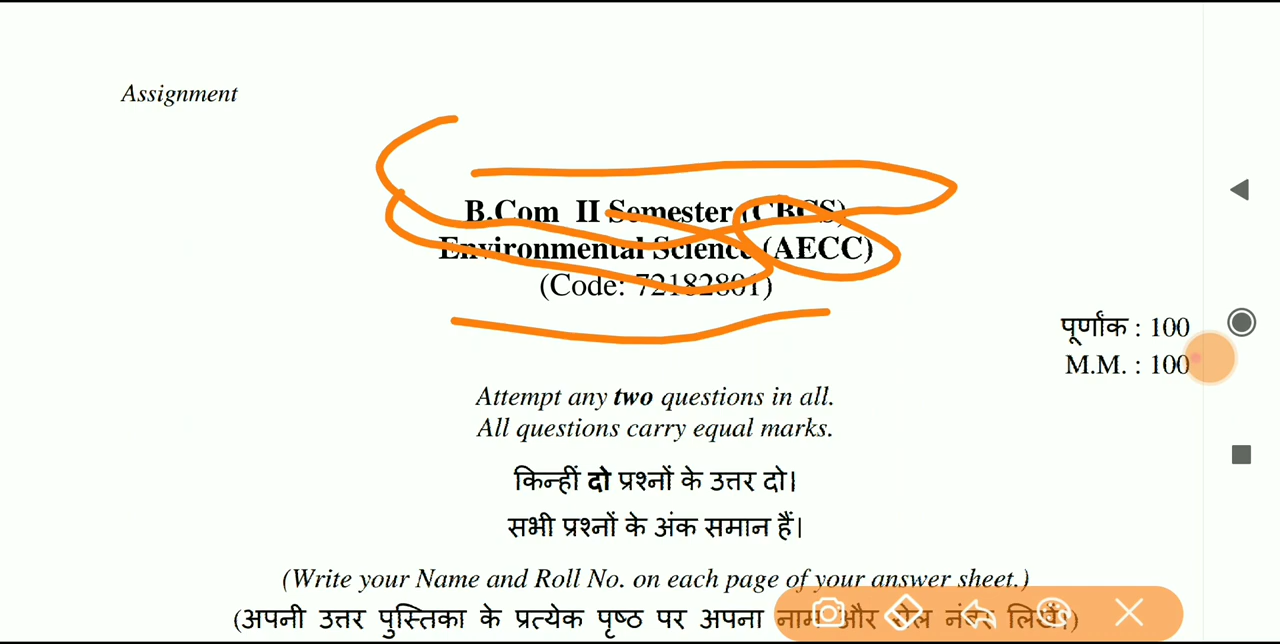 Assignment
B.Com II Semester (CBCS)
Environmental Science (AECC)
(Code: 72182801)
पूर्णांक : 100
M.M. : 100
Attempt any two questions in all.
All questions carry equal marks.
किन्हीं दो प्रश्नों के उत्तर दो।
सभी प्रश्नों के अंक समान हैं।
(Write your Name and Roll No. on each page of your answer sheet.)
(अपनी उत्तर पुस्तिका के प्रत्येक पृष्ठ पर अपना नाम और रोल नंबर लिखें।)